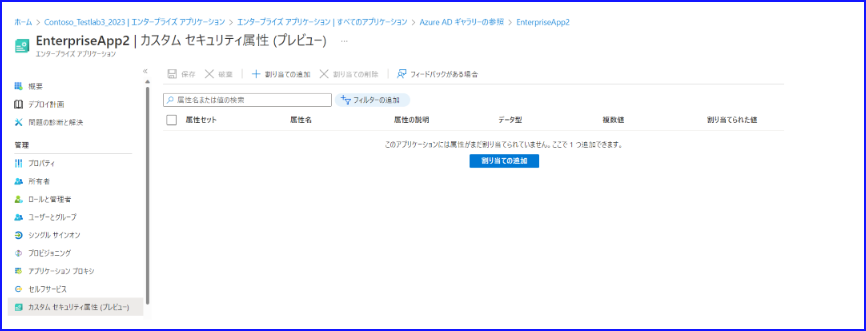 ホーム > Contoso_Testlab3_2023 | エンタープライズ アプリケーション > エンタープライズ アプリケーション | すべてのアプリケーション > Azure AD ギャラリーの参照 > EnterpriseApp2
EnterpriseApp2 | カスタム セキュリティ属性 (プレビュー) ...
エンタープライズ アプリケーション
保存 破棄 割り当ての追加 割り当ての削除 フィードバックがある場合
概要
デプロイ計画
問題の診断と解決
管理
プロパティ
所有者
ロールと管理者
ユーザーとグループ
シングル サインオン
プロビジョニング
アプリケーション プロキシ
セルフサービス
カスタム セキュリティ属性 (プレビュー)
属性名または値の検索 フィルターの追加
属性セット 属性名 属性の説明 データ型 複数値 割り当てられた値
このアプリケーションには属性がまだ割り当てられていません。ここで 1 つ追加できます。
割り当ての追加